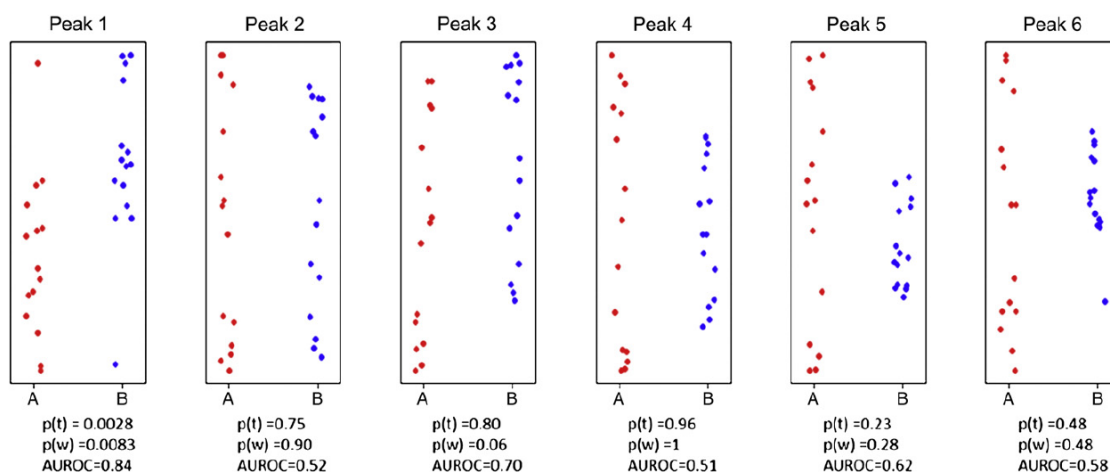 Peak 1 Peak 2 Peak 3 Peak 4 Peak 5 Peak 6
A B A B A B A B A B A B
p(t) = 0.0028 p(t) =0.75 p(t) =0.80 p(t) =0.96 p(t) =0.23 p(t) =0.48
p(w) =0.0083 p(w) =0.90 p(w) =0.06 p(w) =1 p(w) =0.28 p(w) =0.48
AUROC=0.84 AUROC=0.52 AUROC=0.70 AUROC=0.51 AUROC=0.62 AUROC=0.58